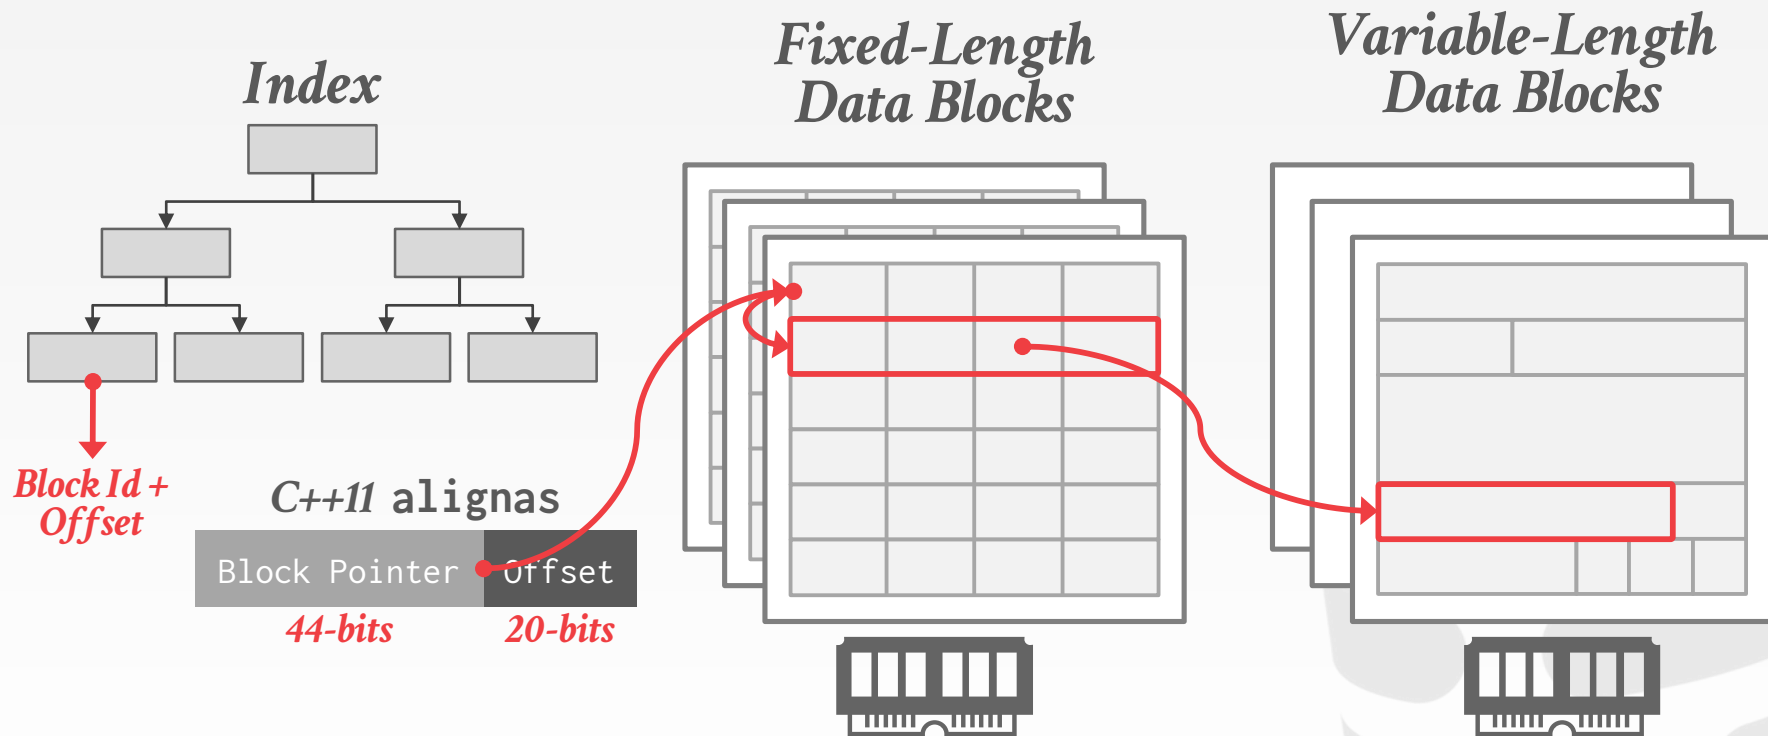 Index
Fixed-Length
Data Blocks
Variable-Length
Data Blocks
Block Id +
Offset
C++11 alignas
Block Pointer Offset
44-bits 20-bits